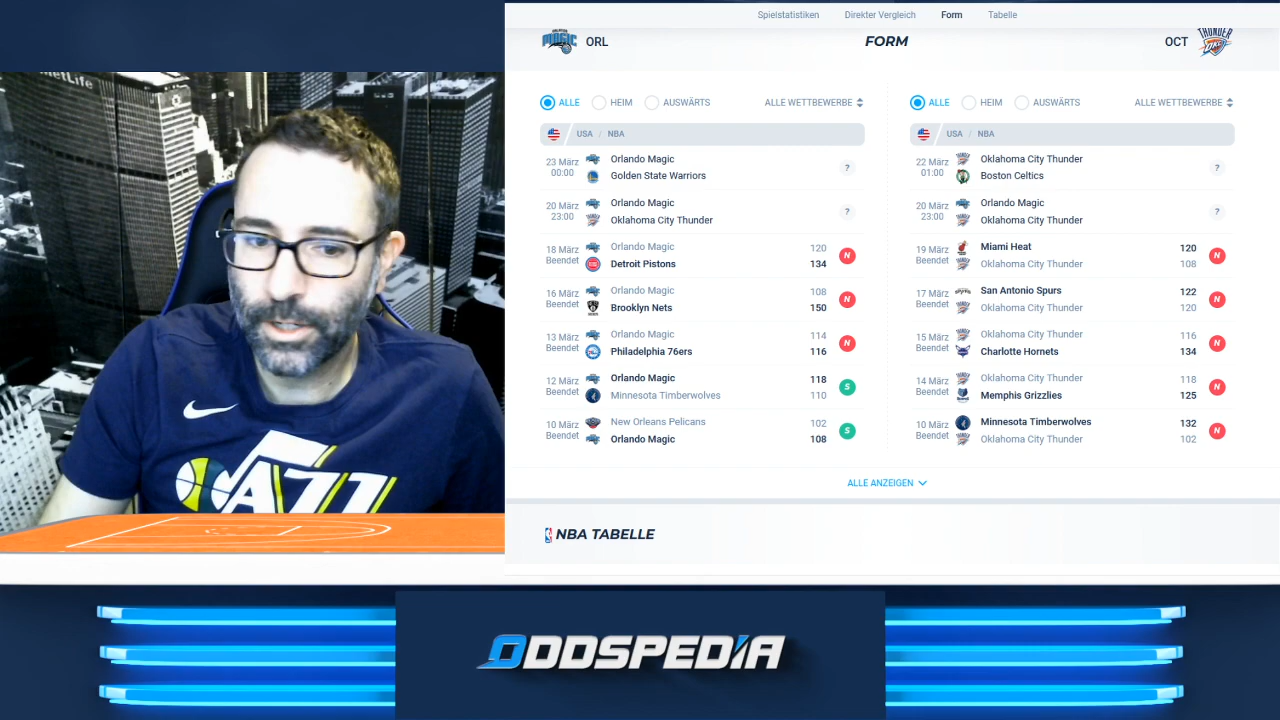 Spielstatistiken Direkter Vergleich Form Tabelle
ORL FORM OCT
MAGIC
THUNDER
MetLife
ALLE HEIM AUSWÄRTS ALLE WETTBEWERBE
USA / NBA
23 März
00:00
Orlando Magic
Golden State Warriors
?
20 März
23:00
Orlando Magic
Oklahoma City Thunder
?
18 März
Beendet
Orlando Magic 120
Detroit Pistons 134
N
16 März
Beendet
Orlando Magic 108
Brooklyn Nets 150
N
13 März
Beendet
Orlando Magic 114
Philadelphia 76ers 116
N
12 März
Beendet
Orlando Magic 118
Minnesota Timberwolves 110
S
10 März
Beendet
New Orleans Pelicans 102
Orlando Magic 108
S
ALLE HEIM AUSWÄRTS ALLE WETTBEWERBE
USA / NBA
22 März
01:00
Oklahoma City Thunder
Boston Celtics
?
20 März
23:00
Orlando Magic
Oklahoma City Thunder
?
19 März
Beendet
Miami Heat 120
Oklahoma City Thunder 108
N
17 März
Beendet
San Antonio Spurs 122
Oklahoma City Thunder 120
N
15 März
Beendet
Oklahoma City Thunder 116
Charlotte Hornets 134
N
14 März
Beendet
Oklahoma City Thunder 118
Memphis Grizzlies 125
N
10 März
Beendet
Minnesota Timberwolves 132
Oklahoma City Thunder 102
N
ALLE ANZEIGEN
NBA TABELLE
ODDSPEDIA